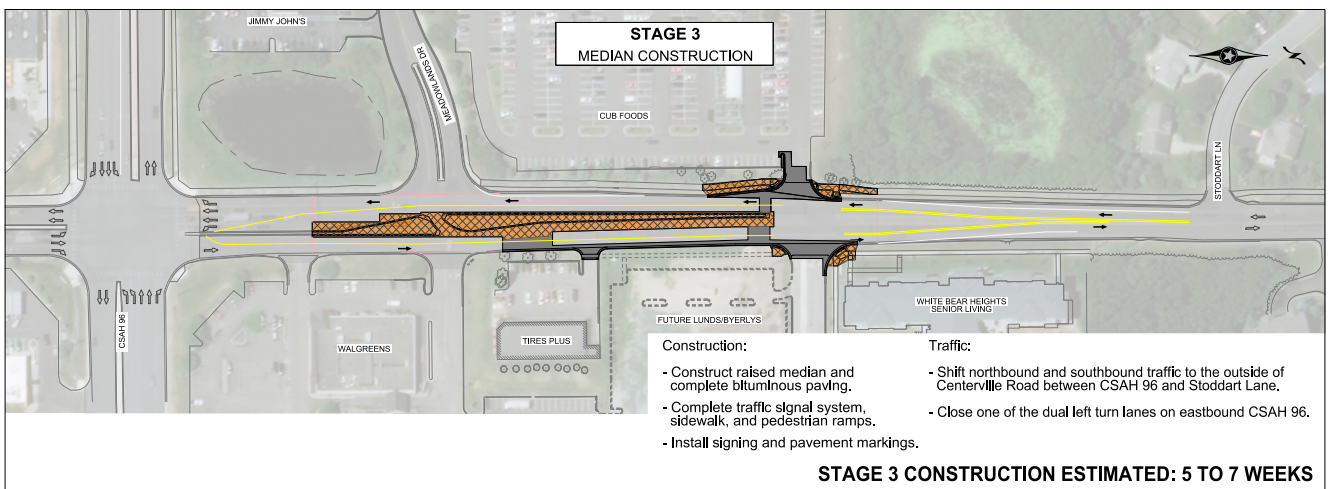 JIMMY JOHN'S
STAGE 3
MEDIAN CONSTRUCTION
MEADOWLANDS DR
CUB FOODS
STODDART LN
CSAH 96
WALGREENS
TIRES PLUS
FUTURE LUNDS/BYERLYS
WHITE BEAR HEIGHTS
SENIOR LIVING
Construction:
- Construct raised median and
complete bituminous paving.
- Complete traffic signal system,
sidewalk, and pedestrian ramps.
- Install signing and pavement markings.
Traffic:
- Shift northbound and southbound traffic to the outside of
Centerville Road between CSAH 96 and Stoddart Lane.
- Close one of the dual left turn lanes on eastbound CSAH 96.
STAGE 3 CONSTRUCTION ESTIMATED: 5 TO 7 WEEKS